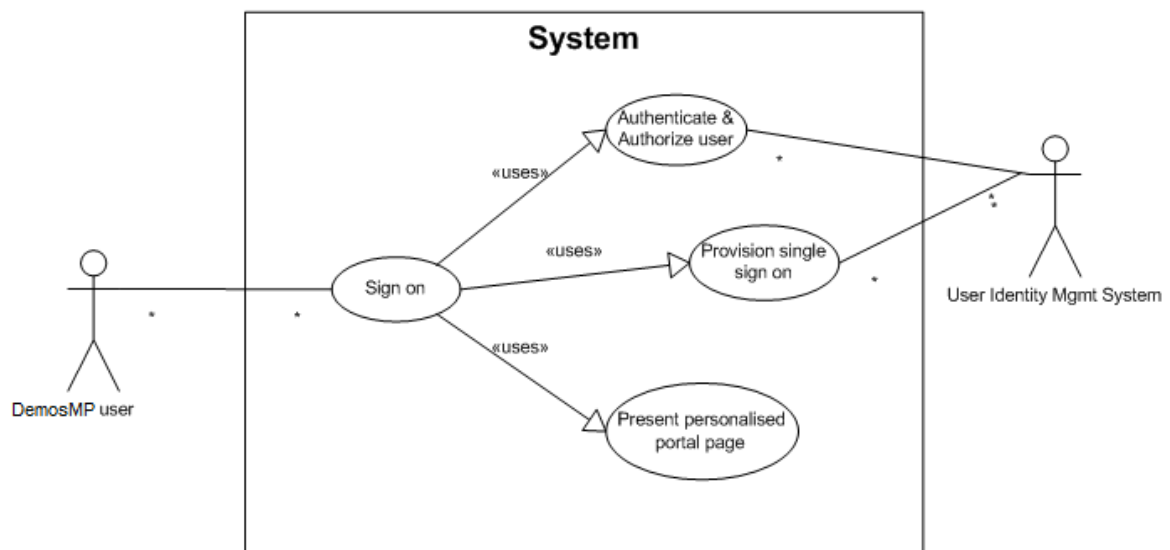 System
Authenticate &
Authorize user
«uses»
*
*
*
Provision single
sign on
«uses»
*
User Identity Mgmt System
Sign on
*
*
«uses»
DemosMP user
Present personalised
portal page